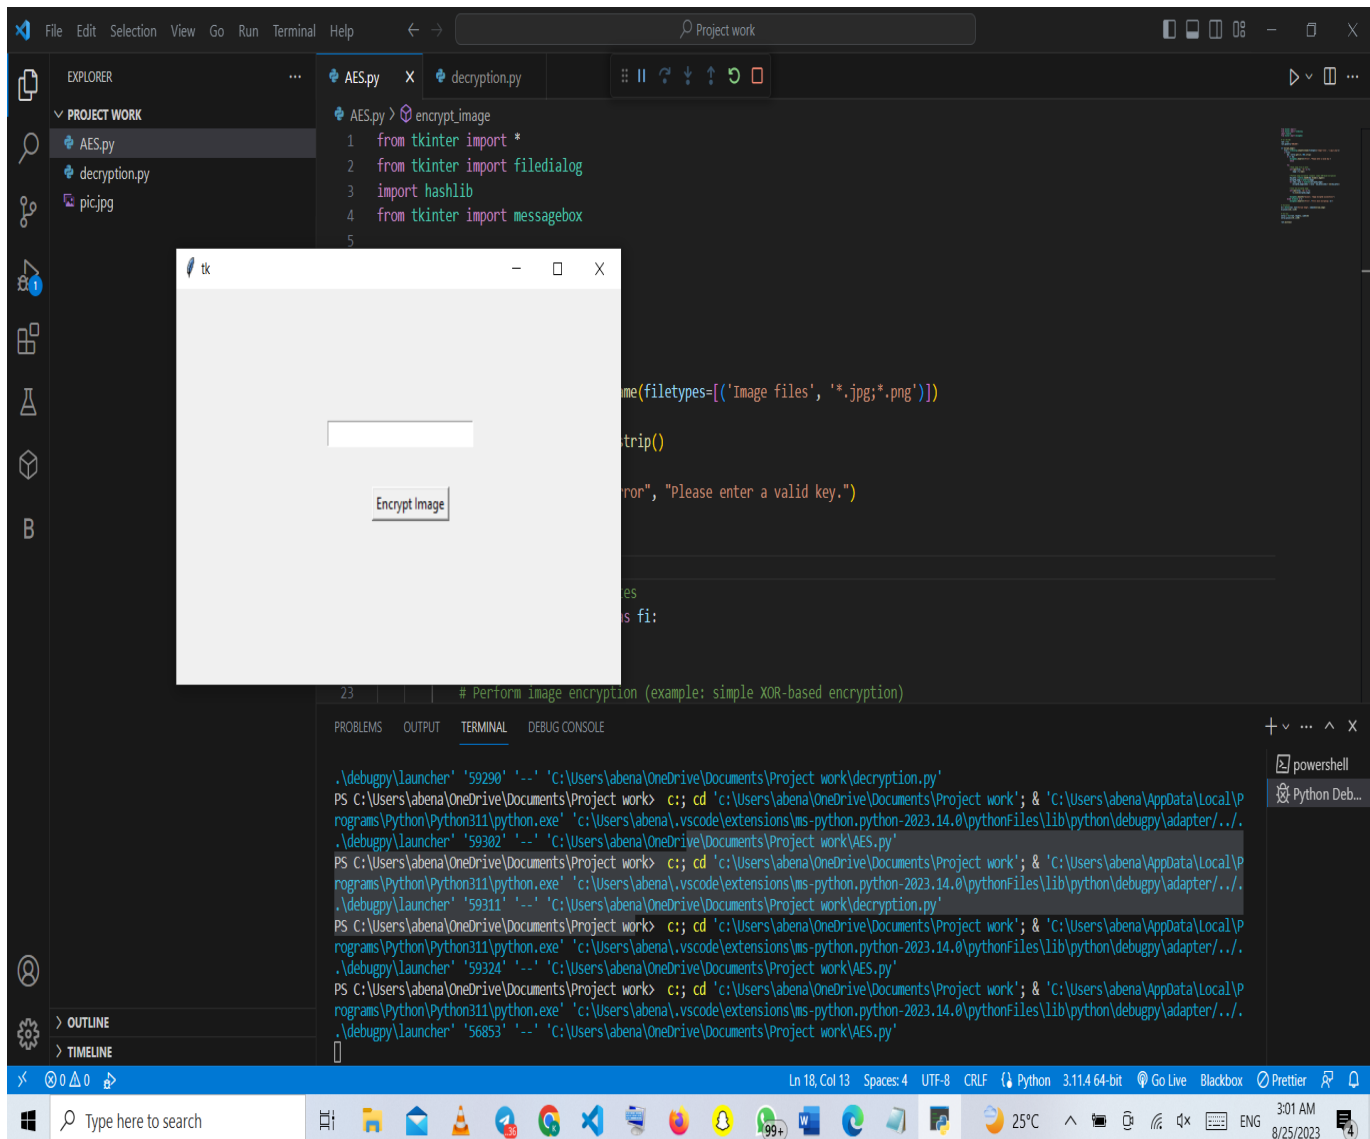 File Edit Selection View Go Run Terminal Help
Project work
EXPLORER
PROJECT WORK
AES.py
decryption.py
pic.jpg
OUTLINE
TIMELINE
AES.py
decryption.py
AES.py > encrypt_image
1 from tkinter import *
2 from tkinter import filedialog
3 import hashlib
4 from tkinter import messagebox
5
tk
Encrypt Image
me(filetypes=[('Image files', '*.jpg;*.png')])
strip()
ror", "Please enter a valid key.")
es
s fi:
23 # Perform image encryption (example: simple XOR-based encryption)
PROBLEMS OUTPUT TERMINAL DEBUG CONSOLE
.\debugpy\launcher' '59290' '--' 'C:\Users\abena\OneDrive\Documents\Project work\decryption.py'
PS C:\Users\abena\OneDrive\Documents\Project work> c:; cd 'c:\Users\abena\OneDrive\Documents\Project work'; & 'C:\Users\abena\AppData\Local\P
rograms\Python\Python311\python.exe' 'c:\Users\abena\.vscode\extensions\ms-python.python-2023.14.0\pythonFiles\lib\python\debugpy\adapter/../.
.\debugpy\launcher' '59302' '--' 'C:\Users\abena\OneDrive\Documents\Project work\AES.py'
PS C:\Users\abena\OneDrive\Documents\Project work> c:; cd 'c:\Users\abena\OneDrive\Documents\Project work'; & 'C:\Users\abena\AppData\Local\P
rograms\Python\Python311\python.exe' 'c:\Users\abena\.vscode\extensions\ms-python.python-2023.14.0\pythonFiles\lib\python\debugpy\adapter/../.
.\debugpy\launcher' '59311' '--' 'C:\Users\abena\OneDrive\Documents\Project work\decryption.py'
PS C:\Users\abena\OneDrive\Documents\Project work> c:; cd 'c:\Users\abena\OneDrive\Documents\Project work'; & 'C:\Users\abena\AppData\Local\P
rograms\Python\Python311\python.exe' 'c:\Users\abena\.vscode\extensions\ms-python.python-2023.14.0\pythonFiles\lib\python\debugpy\adapter/../.
.\debugpy\launcher' '59324' '--' 'C:\Users\abena\OneDrive\Documents\Project work\AES.py'
PS C:\Users\abena\OneDrive\Documents\Project work> c:; cd 'c:\Users\abena\OneDrive\Documents\Project work'; & 'C:\Users\abena\AppData\Local\P
rograms\Python\Python311\python.exe' 'c:\Users\abena\.vscode\extensions\ms-python.python-2023.14.0\pythonFiles\lib\python\debugpy\adapter/../.
.\debugpy\launcher' '56853' '--' 'C:\Users\abena\OneDrive\Documents\Project work\AES.py'
powershell
Python Deb...
0 0 Ln 18, Col 13 Spaces: 4 UTF-8 CRLF Python 3.11.4 64-bit Go Live Blackbox Prettier
Type here to search
99+
25°C
ENG
3:01 AM
8/25/2023
4